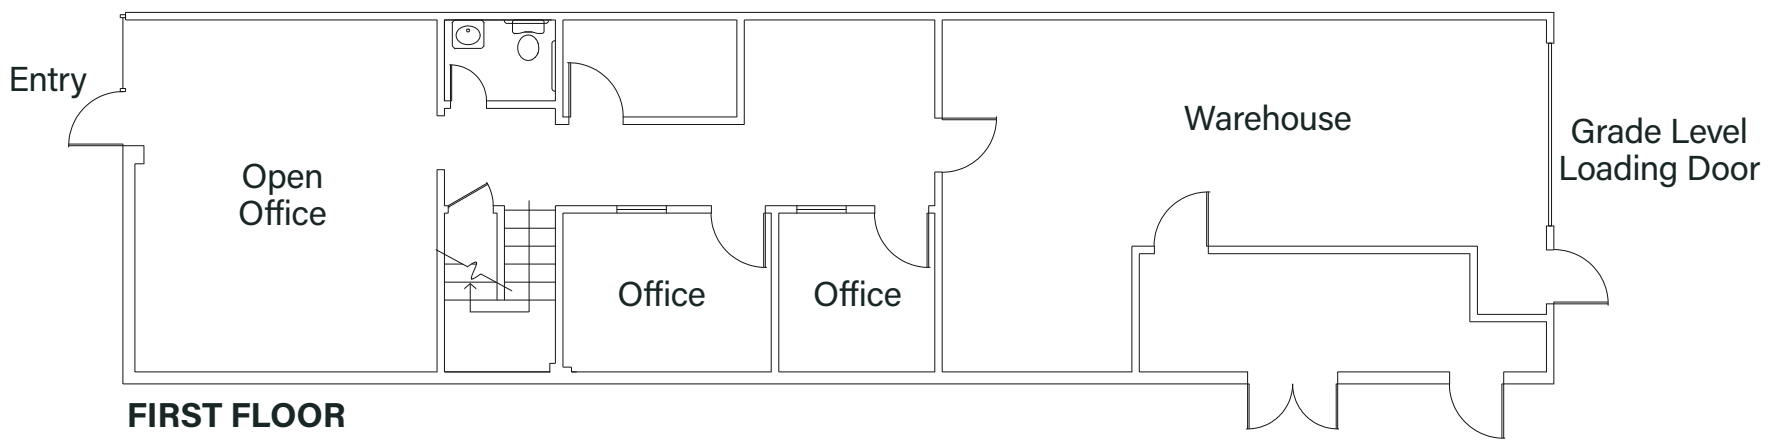 Entry
Open
Office
Office
Office
Warehouse
Grade Level
Loading Door
FIRST FLOOR